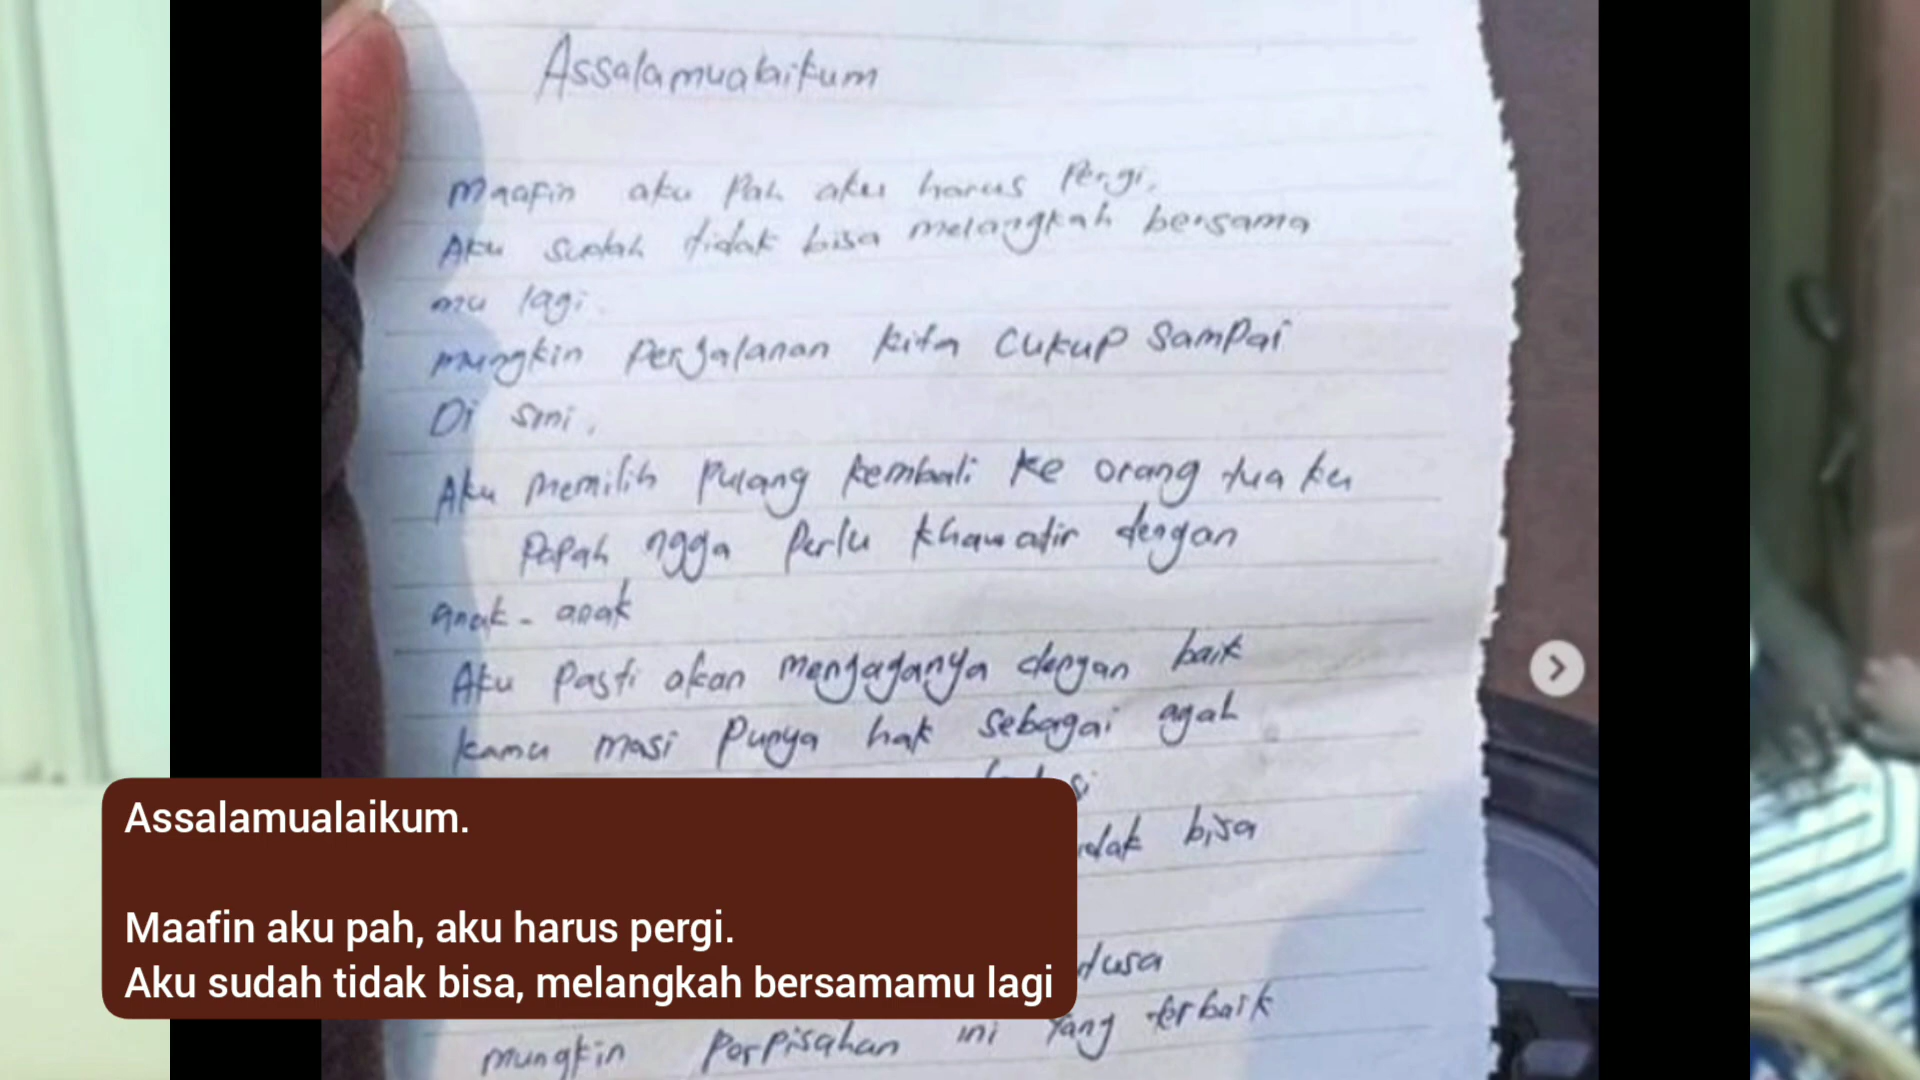 Assalamualaikum
Maafin aku Pah aku harus Pergi.
Aku sudah tidak bisa melangkah bersama
mu lagi.
mungkin Perjalanan kita cukup sampai
Di sini.
Aku memilih pulang kembali ke orang tua ku
Papah ngga Perlu khawatir dengan
anak-anak
Aku pasti akan menjaganya dengan baik
kamu masi punya hak sebagai ayah
bisa
mungkin perpisahan ini yang terbaik
Assalamualaikum.
Maafin aku pah, aku harus pergi.
Aku sudah tidak bisa, melangkah bersamamu lagi